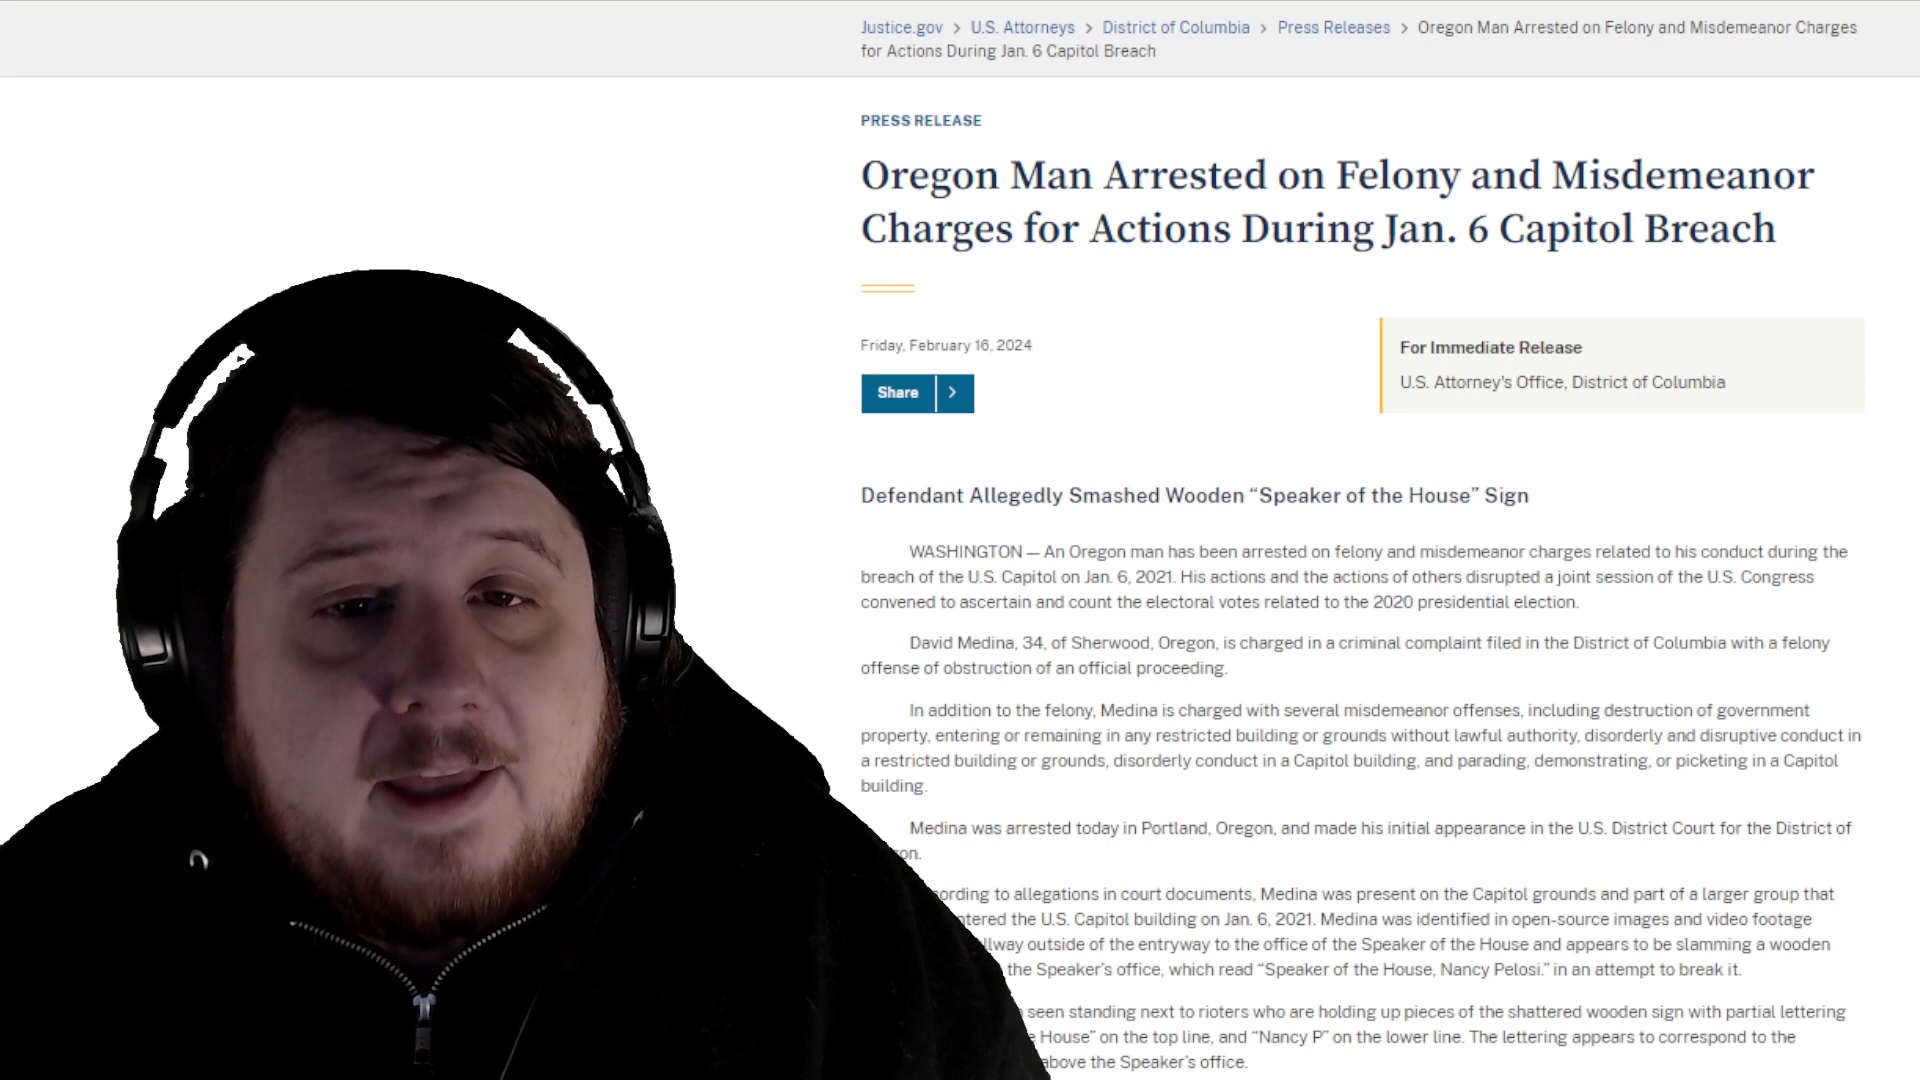 Justice.gov > U.S. Attorneys > District of Columbia > Press Releases > Oregon Man Arrested on Felony and Misdemeanor Charges
for Actions During Jan. 6 Capitol Breach
PRESS RELEASE
Oregon Man Arrested on Felony and Misdemeanor
Charges for Actions During Jan. 6 Capitol Breach
Friday, February 16, 2024
Share >
For Immediate Release
U.S. Attorney's Office, District of Columbia
Defendant Allegedly Smashed Wooden “Speaker of the House” Sign
WASHINGTON — An Oregon man has been arrested on felony and misdemeanor charges related to his conduct during the
breach of the U.S. Capitol on Jan. 6, 2021. His actions and the actions of others disrupted a joint session of the U.S. Congress
convened to ascertain and count the electoral votes related to the 2020 presidential election.
David Medina, 34, of Sherwood, Oregon, is charged in a criminal complaint filed in the District of Columbia with a felony
offense of obstruction of an official proceeding.
In addition to the felony, Medina is charged with several misdemeanor offenses, including destruction of government
property, entering or remaining in any restricted building or grounds without lawful authority, disorderly and disruptive conduct in
a restricted building or grounds, disorderly conduct in a Capitol building, and parading, demonstrating, or picketing in a Capitol
building.
Medina was arrested today in Portland, Oregon, and made his initial appearance in the U.S. District Court for the District of
to allegations in court documents, Medina was present on the Capitol grounds and part of a larger group that
the U.S. Capitol building on Jan. 6, 2021. Medina was identified in open-source images and video footage
outside of the entryway to the office of the Speaker of the House and appears to be slamming a wooden
the Speaker’s office, which read “Speaker of the House, Nancy Pelosi.” in an attempt to break it.
seen standing next to rioters who are holding up pieces of the shattered wooden sign with partial lettering
House” on the top line, and “Nancy P” on the lower line. The lettering appears to correspond to the
above the Speaker’s office.